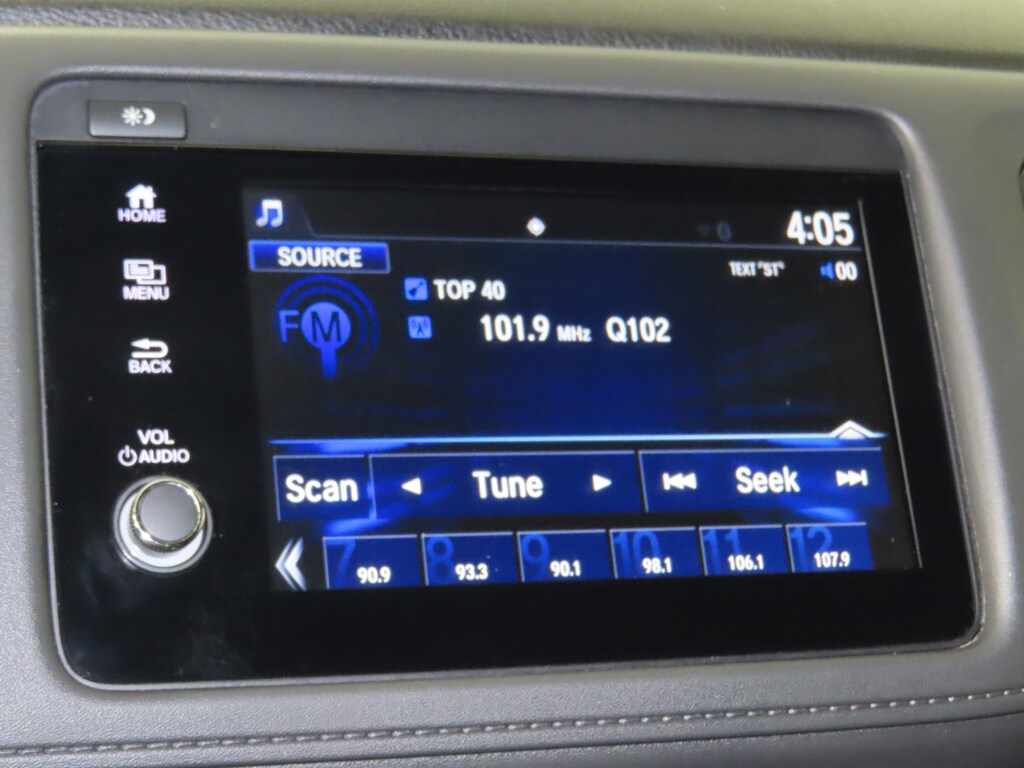 HOME
MENU
BACK
VOL
AUDIO
4:05
SOURCE
TEXT "ST"
00
FM
TOP 40
101.9 MHz Q102
Scan
Tune
Seek
7 90.9
8 93.3
9 90.1
10 98.1
11 106.1
12 107.9